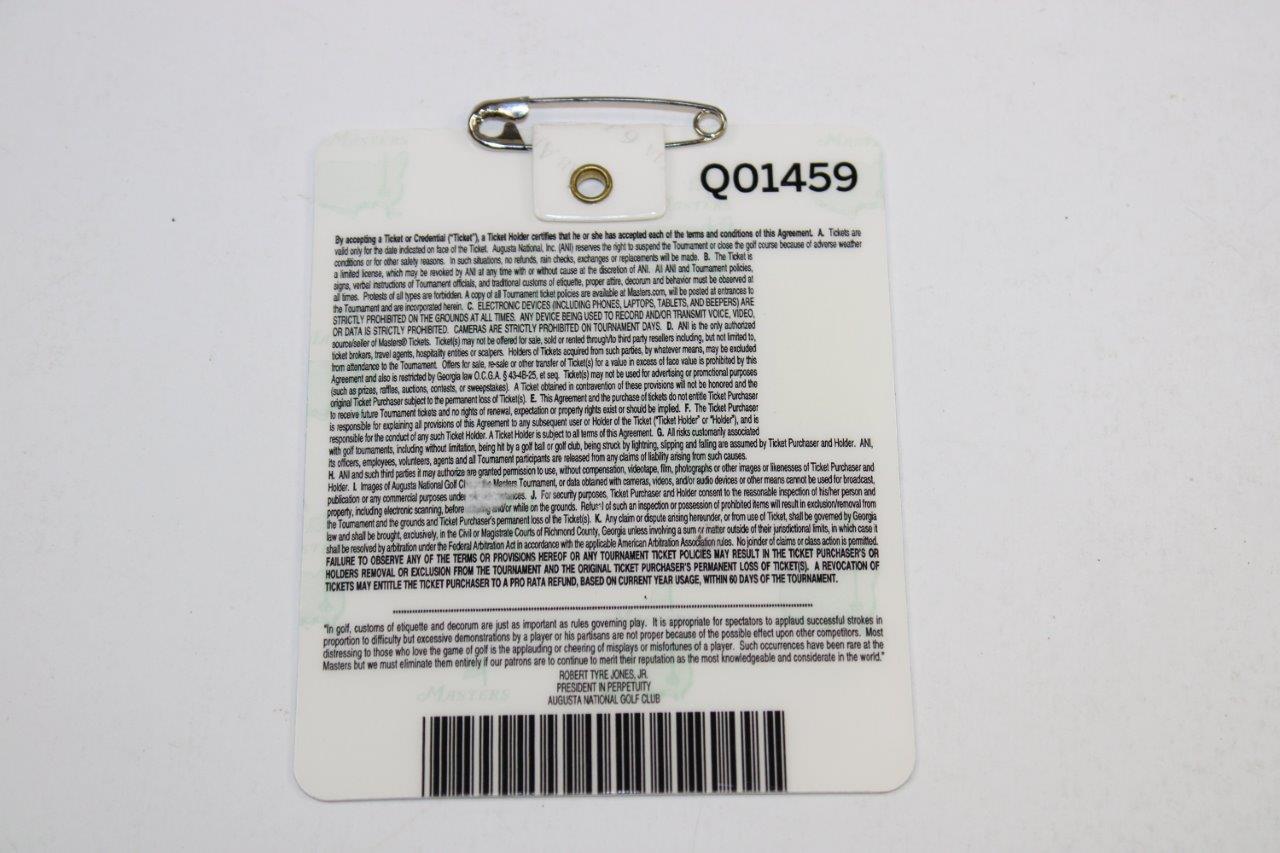 MASTERS
MASTERS
Q01459
By accepting a Ticket or Credential ("Ticket"), a Ticket Holder certifies that he or she has accepted each of the terms and conditions of this Agreement. A. Tickets are
valid only for the date indicated on face of the Ticket. Augusta National, Inc. (ANI) reserves the right to suspend the Tournament or close the golf course because of adverse weather
conditions or for other safety reasons. In such situations, no refunds, rain checks, exchanges or replacements will be made. B. The Ticket is
a limited license, which may be revoked by ANI at any time with or without cause at the discretion of ANI. All ANI and Tournament policies,
signs, verbal instructions of Tournament officials, and traditional customs of etiquette, proper attire, decorum and behavior must be observed at
all times. Protests of all types are forbidden. A copy of all Tournament ticket policies are available at Masters.com, will be posted at entrances to
the Tournament and are incorporated herein. C. ELECTRONIC DEVICES (INCLUDING PHONES, LAPTOPS, TABLETS, AND BEEPERS) ARE
STRICTLY PROHIBITED ON THE GROUNDS AT ALL TIMES. ANY DEVICE BEING USED TO RECORD AND/OR TRANSMIT VOICE, VIDEO,
OR DATA IS STRICTLY PROHIBITED. CAMERAS ARE STRICTLY PROHIBITED ON TOURNAMENT DAYS. D. ANI is the only authorized
source/seller of Masters® Tickets. Ticket(s) may not be offered for sale, sold or rented through/to third party resellers including, but not limited to,
ticket brokers, travel agents, hospitality entities or scalpers. Holders of Tickets acquired from such parties, by whatever means, may be excluded
from attendance to the Tournament. Offers for sale, re-sale or other transfer of Ticket(s) for a value in excess of face value is prohibited by this
Agreement and also is restricted by Georgia law O.C.G.A. § 43-4B-25, et seq. Ticket(s) may not be used for advertising or promotional purposes
(such as prizes, raffles, auctions, contests, or sweepstakes). A Ticket obtained in contravention of these provisions will not be honored and the
original Ticket Purchaser subject to the permanent loss of Ticket(s). E. This Agreement and the purchase of tickets do not entitle Ticket Purchaser
to receive future Tournament tickets and no rights of renewal, expectation or property rights exist or should be implied. F. The Ticket Purchaser
is responsible for explaining all provisions of this Agreement to any subsequent user or Holder of the Ticket ("Ticket Holder" or "Holder"), and is
responsible for the conduct of any such Ticket Holder. A Ticket Holder is subject to all terms of this Agreement. G. All risks customarily associated
with golf tournaments, including without limitation, being hit by a golf ball or golf club, being struck by lightning, slipping and falling are assumed by Ticket Purchaser and Holder. ANI,
its officers, employees, volunteers, agents and all Tournament participants are released from any claims of liability arising from such causes.
H. ANI and such third parties it may authorize are granted permission to use, without compensation, videotape, film, photographs or other images or likenesses of Ticket Purchaser and
Holder. I. Images of Augusta National Golf the Masters Tournament, or data obtained with cameras, videos, and/or audio devices or other means cannot be used for broadcast,
publication or any commercial purposes under J. For security purposes, Ticket Purchaser and Holder consent to the reasonable inspection of his/her person and
property, including electronic scanning, before and/or while on the grounds. Refusal of such an inspection or possession of prohibited items will result in exclusion/removal from
the Tournament and the grounds and Ticket Purchaser's permanent loss of the Ticket(s). K. Any claim or dispute arising hereunder, or from use of Ticket, shall be governed by Georgia
law and shall be brought, exclusively, in the Civil or Magistrate Courts of Richmond County, Georgia unless involving a sum or matter outside of their jurisdictional limits, in which case it
shall be resolved by arbitration under the Federal Arbitration Act in accordance with the applicable American Arbitration Association rules. No joinder of claims or class action is permitted.
FAILURE TO OBSERVE ANY OF THE TERMS OR PROVISIONS HEREOF OR ANY TOURNAMENT TICKET POLICIES MAY RESULT IN THE TICKET PURCHASER'S OR
HOLDERS REMOVAL OR EXCLUSION FROM THE TOURNAMENT AND THE ORIGINAL TICKET PURCHASER'S PERMANENT LOSS OF TICKET(S). A REVOCATION OF
TICKETS MAY ENTITLE THE TICKET PURCHASER TO A PRO RATA REFUND, BASED ON CURRENT YEAR USAGE, WITHIN 60 DAYS OF THE TOURNAMENT.
"In golf, customs of etiquette and decorum are just as important as rules governing play. It is appropriate for spectators to applaud successful strokes in
proportion to difficulty but excessive demonstrations by a player or his partisans are not proper because of the possible effect upon other competitors. Most
distressing to those who love the game of golf is the applauding or cheering of misplays or misfortunes of a player. Such occurrences have been rare at the
Masters but we must eliminate them entirely if our patrons are to continue to merit their reputation as the most knowledgeable and considerate in the world."
ROBERT TYRE JONES, JR.
PRESIDENT IN PERPETUITY
AUGUSTA NATIONAL GOLF CLUB
MASTERS